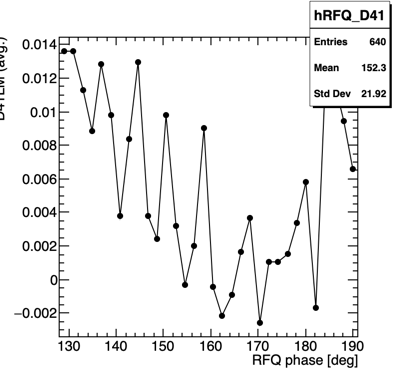 hRFQ_D41
Entries 640
Mean 152.3
Std Dev 21.92
(avg.)
0.014
0.012
0.01
0.008
0.006
0.004
0.002
0
−0.002
130 140 150 160 170 180 190
RFQ phase [deg]